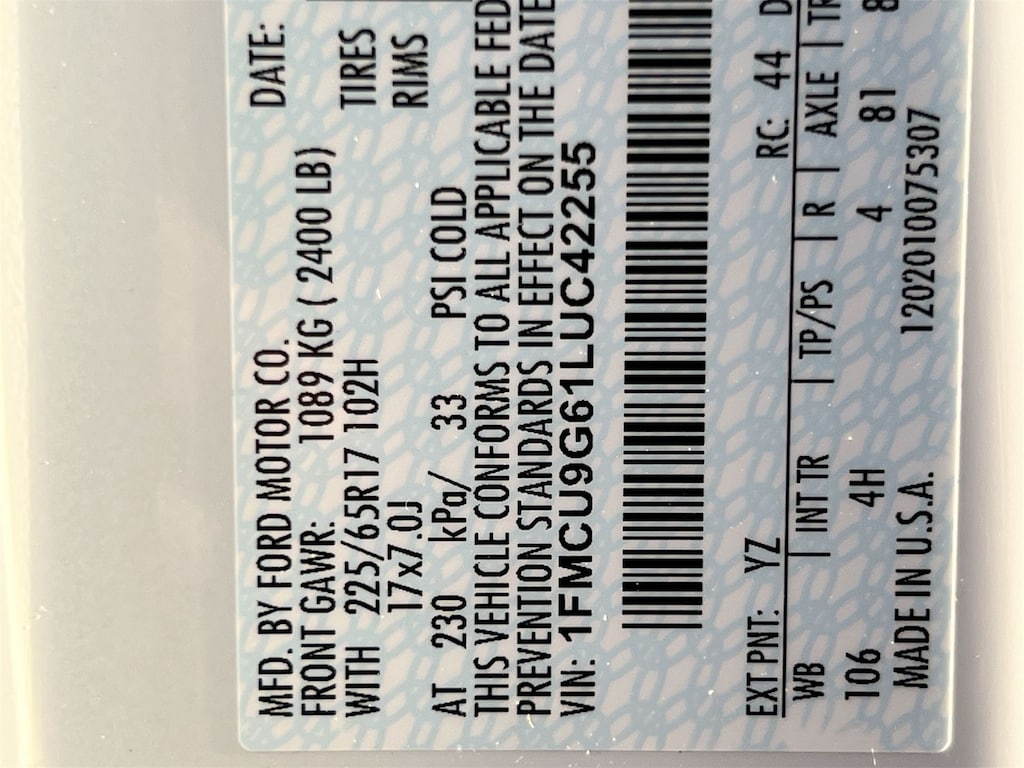 MFD. BY FORD MOTOR CO. DATE:
FRONT GAWR: 1089 KG ( 2400 LB)
WITH 225/65R17 102H TIRES
17x7.0J RIMS
AT 230 kPa/ 33 PSI COLD
THIS VEHICLE CONFORMS TO ALL APPLICABLE FED
PREVENTION STANDARDS IN EFFECT ON THE DATE
VIN: 1FMCU9G61LUC42255
EXT PNT: YZ RC: 44 D
WB | INT TR | TP/PS | R | AXLE | TR
106 4H 4 81 8
MADE IN U.S.A. 1202010075307